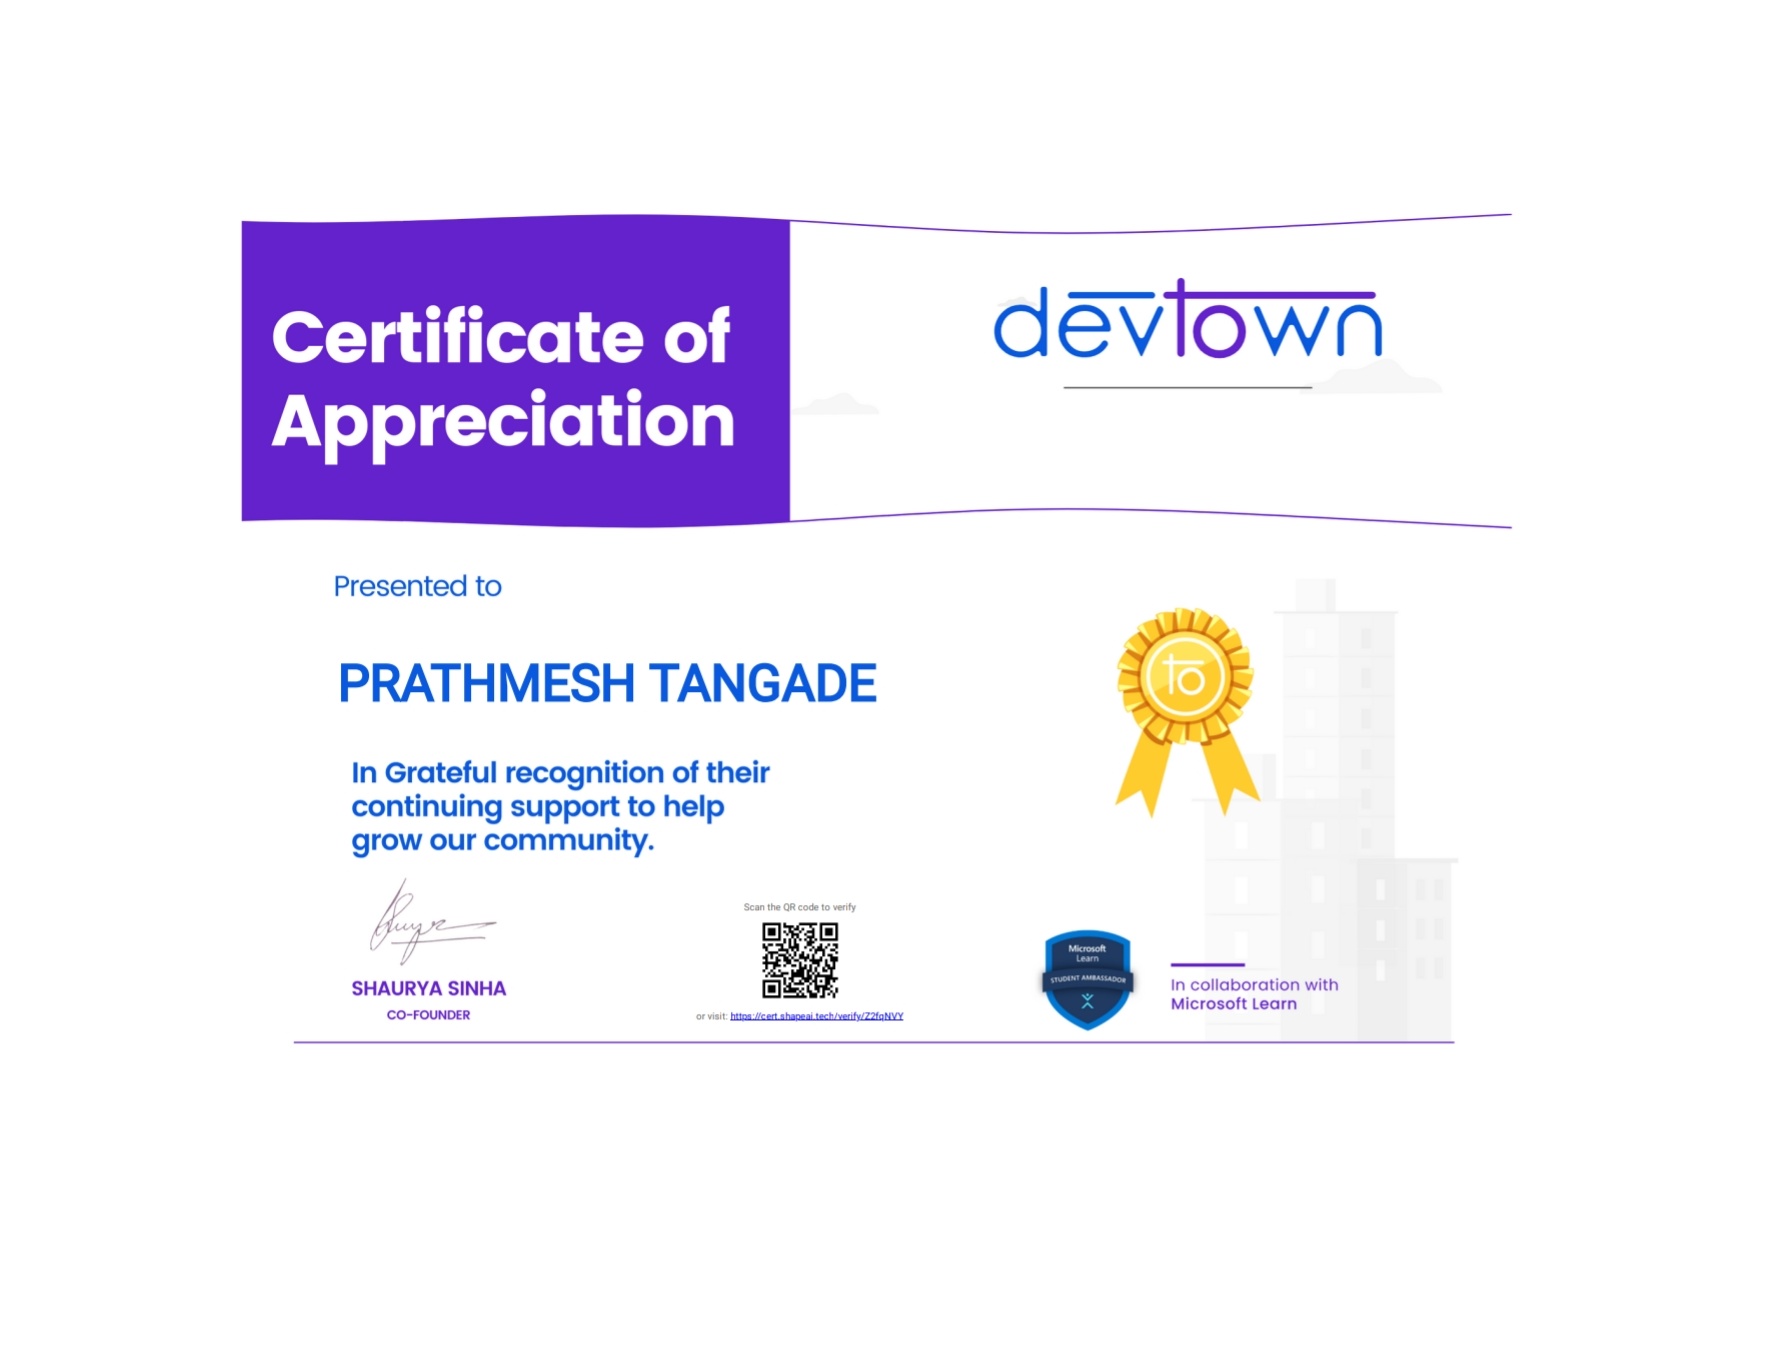 Certificate of
Appreciation
devtown
Presented to
PRATHMESH TANGADE
In Grateful recognition of their
continuing support to help
grow our community.
SHAURYA SINHA
CO-FOUNDER
Scan the QR code to verify
or visit: https://cert.shapeai.tech/verify/Z2fqNVY
to
Microsoft
Learn
STUDENT AMBASSADOR
In collaboration with
Microsoft Learn